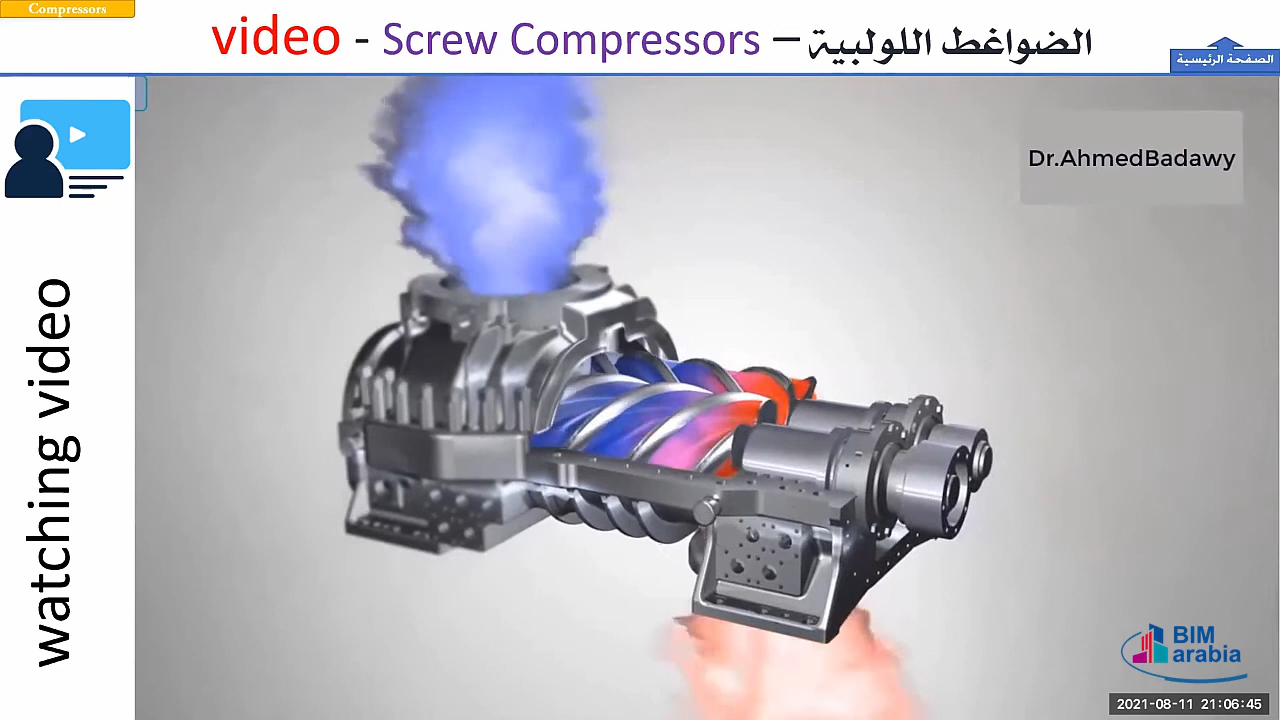 Compressors
video - Screw Compressors – الضواغط اللولبية
الصفحة الرئيسية
watching video
Dr.AhmedBadawy
BIM
arabia
2021-08-11 21:06:45